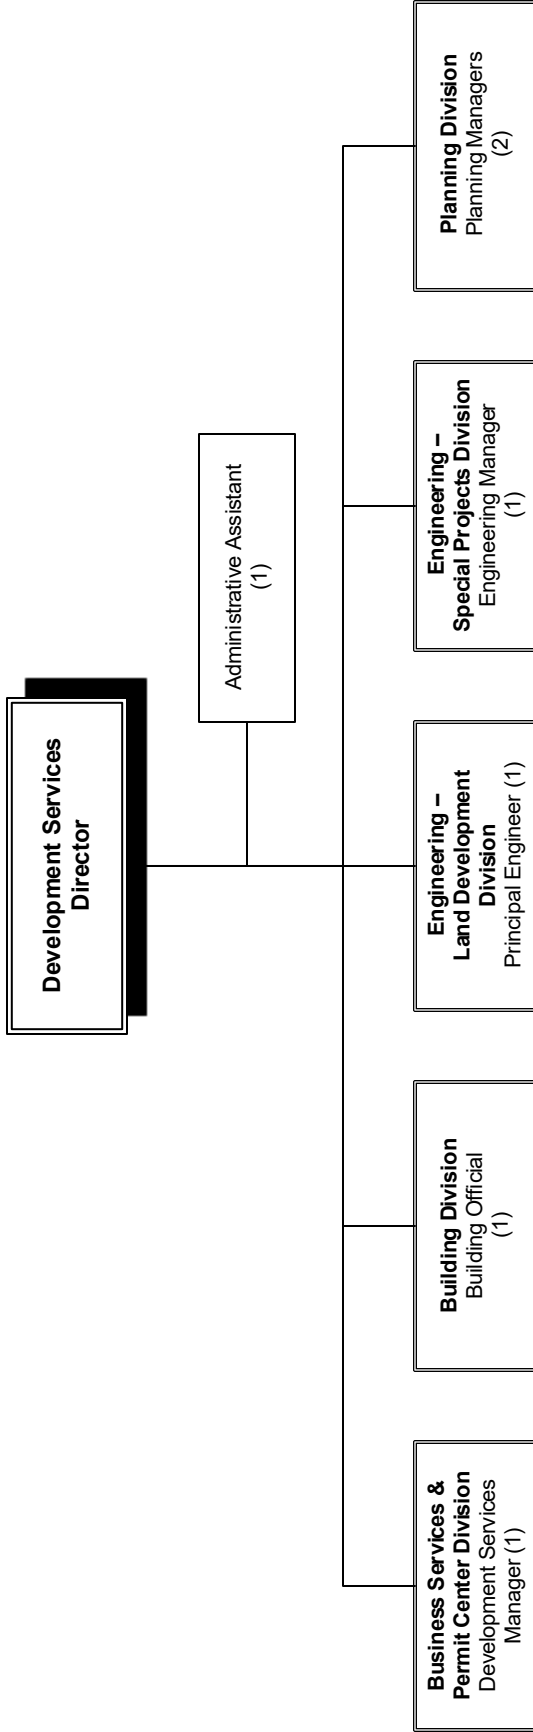 Development Services
Director
Administrative Assistant
(1)
Business Services &
Permit Center Division
Development Services
Manager (1)
Building Division
Building Official
(1)
Engineering –
Land Development
Division
Principal Engineer (1)
Engineering –
Special Projects Division
Engineering Manager
(1)
Planning Division
Planning Managers
(2)